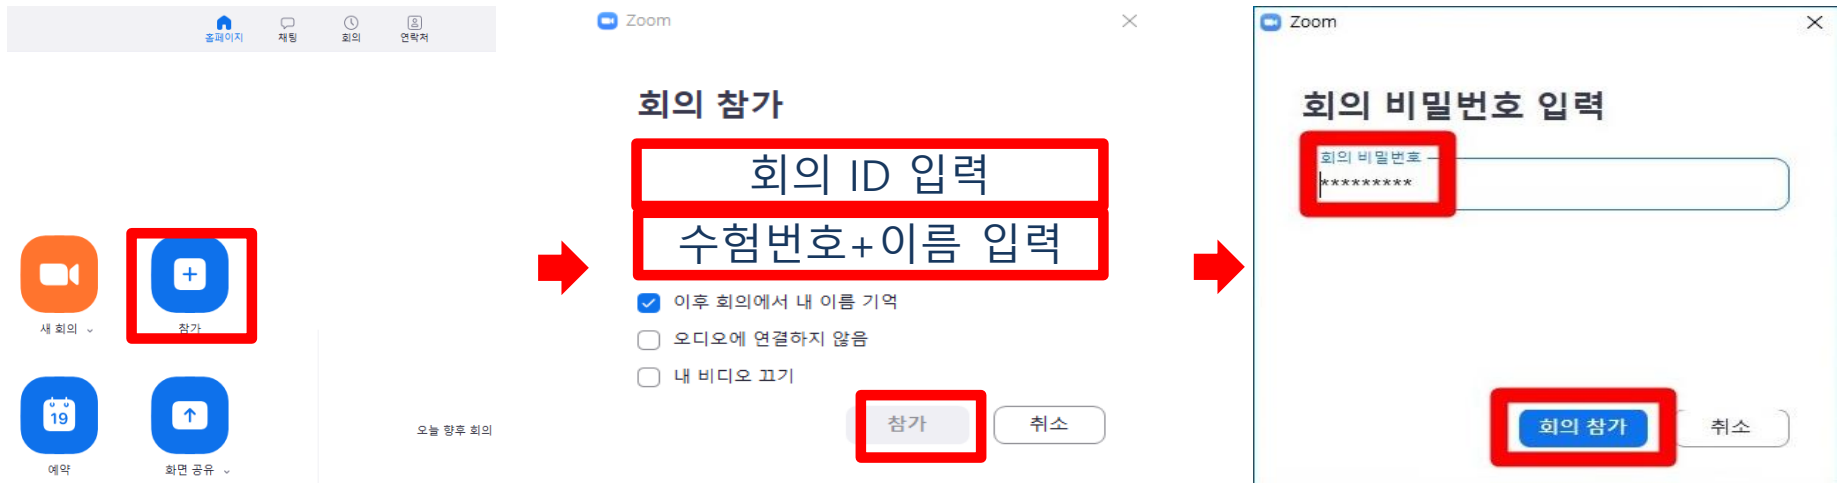 홈페이지
채팅
회의
연락처
새 회의
참가
19
예약
화면 공유
오늘 향후 회의
Zoom
회의 참가
회의 ID 입력
수험번호+이름 입력
이후 회의에서 내 이름 기억
오디오에 연결하지 않음
내 비디오 끄기
참가
취소
Zoom
회의 비밀번호 입력
회의 비밀번호
*********
회의 참가
취소